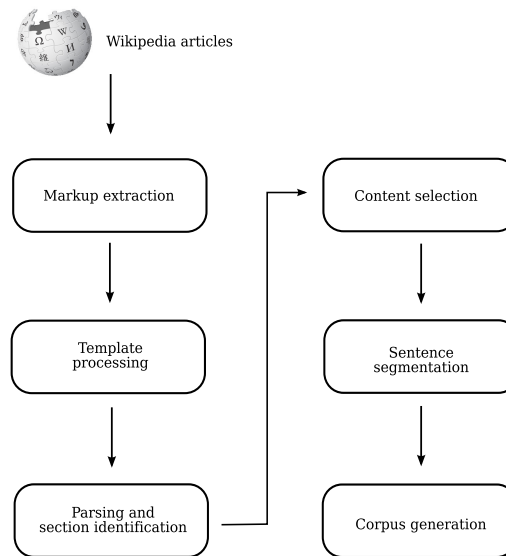 Wikipedia articles
Markup extraction
Template
processing
Parsing and
section identification
Content selection
Sentence
segmentation
Corpus generation